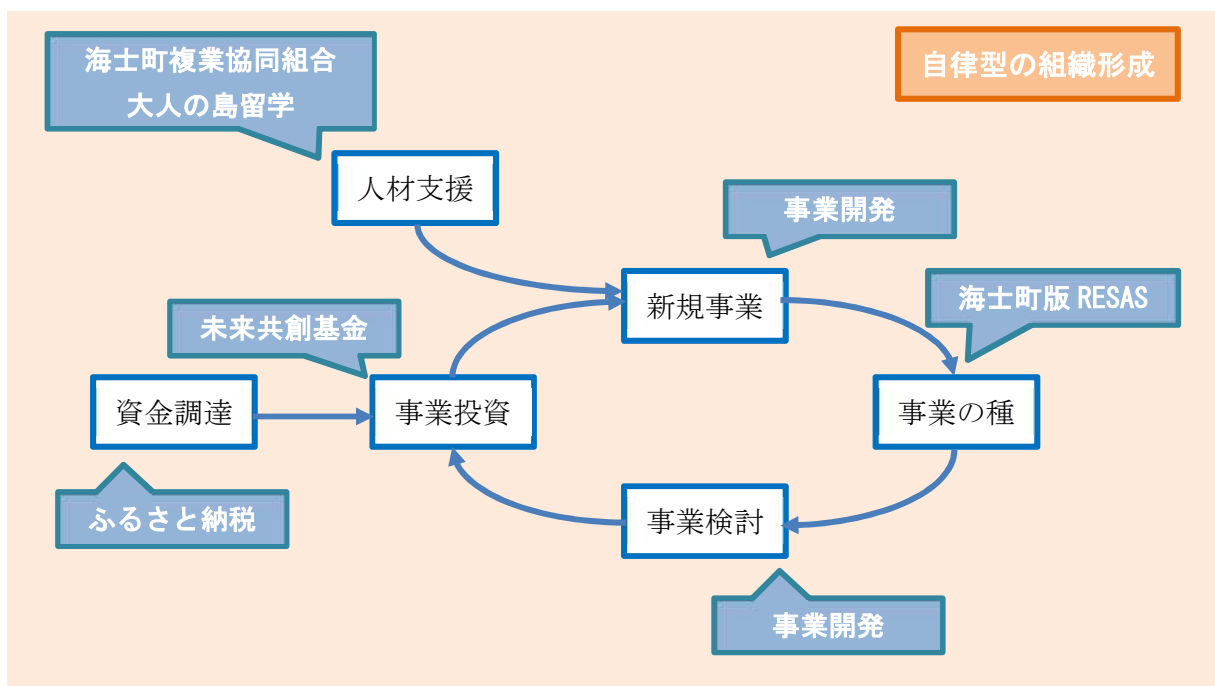 海士町複業協同組合
大人の島留学
自律型の組織形成
人材支援
事業開発
新規事業
海士町版 RESAS
未来共創基金
資金調達
事業投資
事業の種
ふるさと納税
事業検討
事業開発